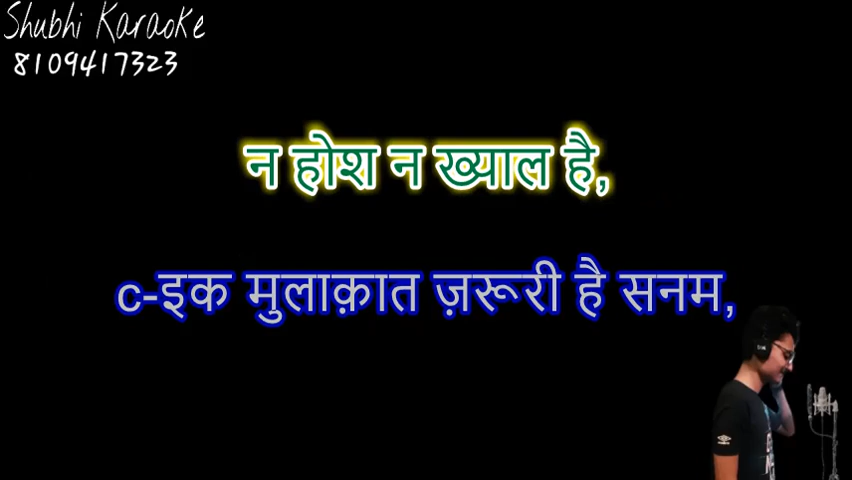 Shubhi Karaoke
8109417323
न होश न ख्याल है,
c-इक मुलाक़ात ज़रूरी है सनम,